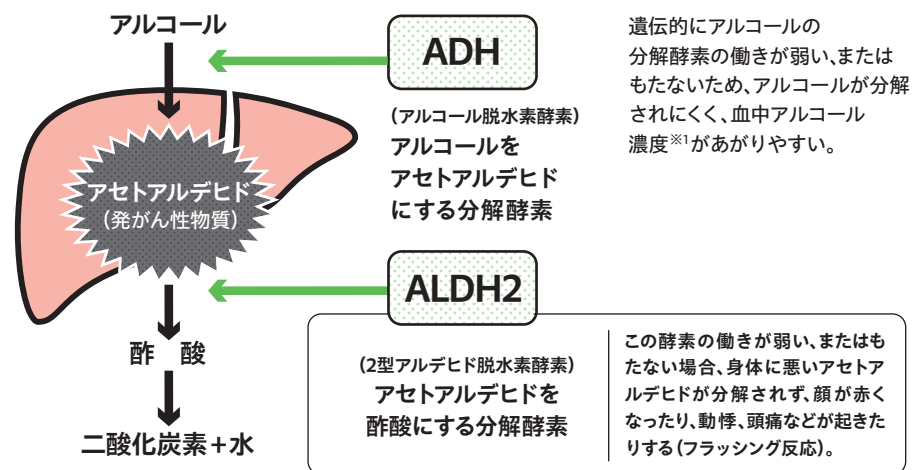 アルコール
ADH
(アルコール脱水素酵素)
アルコールを
アセトアルデヒド
にする分解酵素
遺伝的にアルコールの
分解酵素の働きが弱い、または
もたないため、アルコールが分解
されにくく、血中アルコール
濃度※1があがりやすい。
アセトアルデヒド
(発がん性物質)
ALDH2
(2型アルデヒド脱水素酵素)
アセトアルデヒドを
酢酸にする分解酵素
この酵素の働きが弱い、またはも
たない場合、身体に悪いアセトア
ルデヒドが分解されず、顔が赤く
なったり、動悸、頭痛などが起きた
りする(フラッシング反応)。
酢 酸
二酸化炭素+水